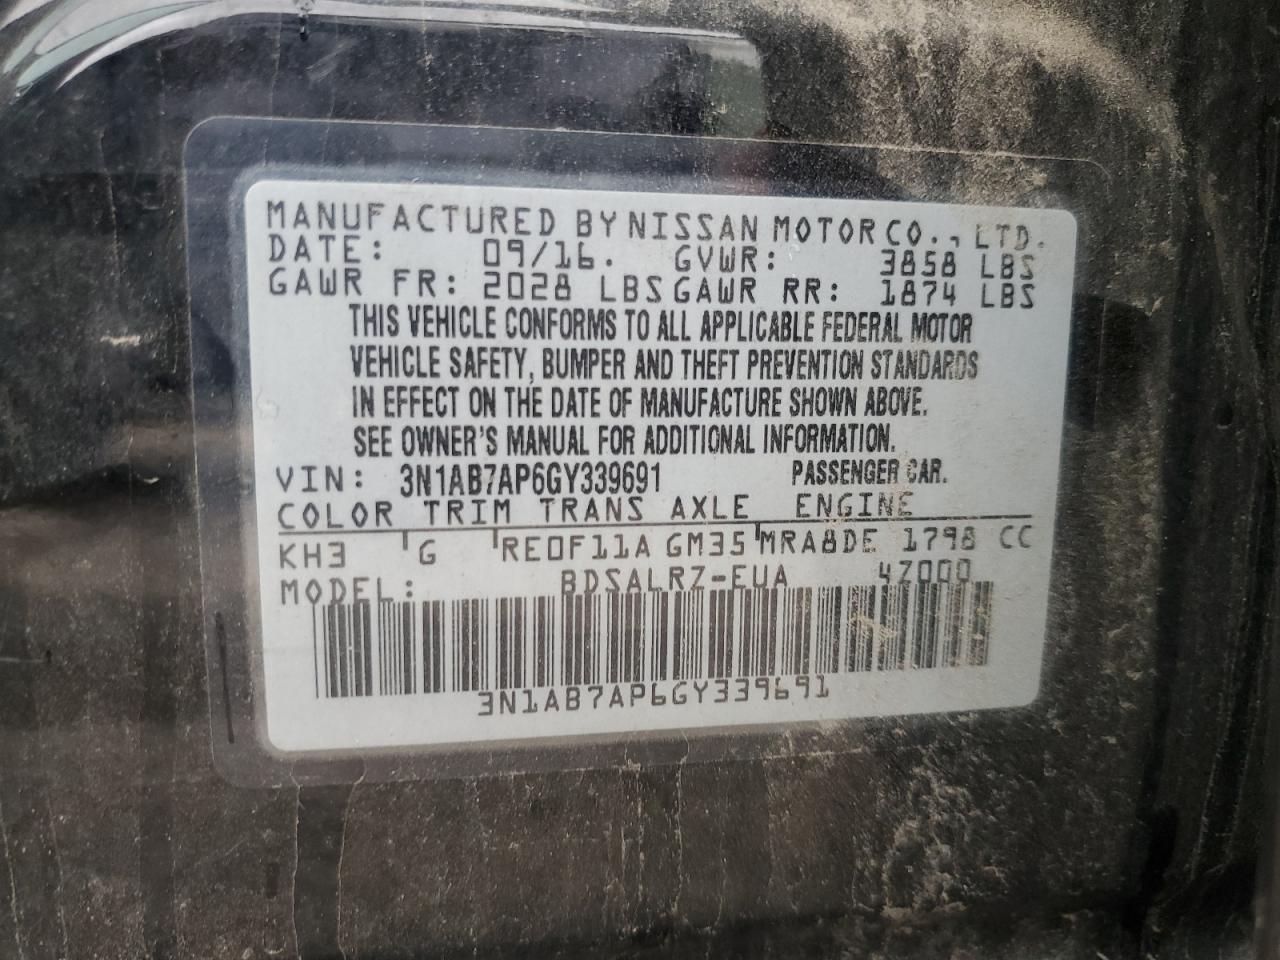 MANUFACTURED BY NISSAN MOTOR CO., LTD.
DATE: 09/16. GVWR: 3858 LBS
GAWR FR: 2028 LBS GAWR RR: 1874 LBS
THIS VEHICLE CONFORMS TO ALL APPLICABLE FEDERAL MOTOR
VEHICLE SAFETY, BUMPER AND THEFT PREVENTION STANDARDS
IN EFFECT ON THE DATE OF MANUFACTURE SHOWN ABOVE.
SEE OWNER'S MANUAL FOR ADDITIONAL INFORMATION.
VIN: 3N1AB7AP6GY339691 PASSENGER CAR.
COLOR TRIM TRANS AXLE ENGINE
KH3 G RE0F11A GM35 MRA8DE 1798 CC
MODEL: BDSALRZ-EUA 4Z000
3N1AB7AP6GY339691